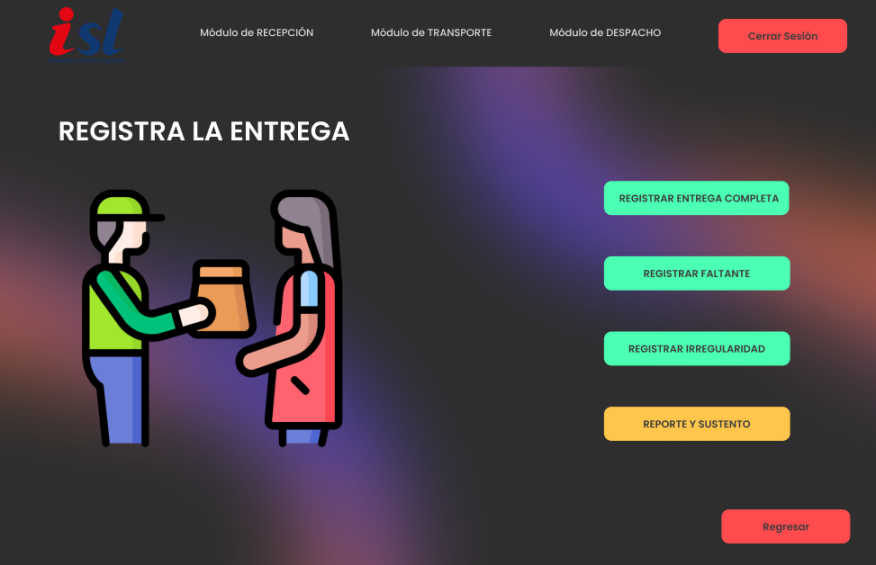 isl
Módulo de RECEPCIÓN
Módulo de TRANSPORTE
Módulo de DESPACHO
Cerrar Sesión
REGISTRA LA ENTREGA
REGISTRAR ENTREGA COMPLETA
REGISTRAR FALTANTE
REGISTRAR IRREGULARIDAD
REPORTE Y SUSTENTO
Regresar